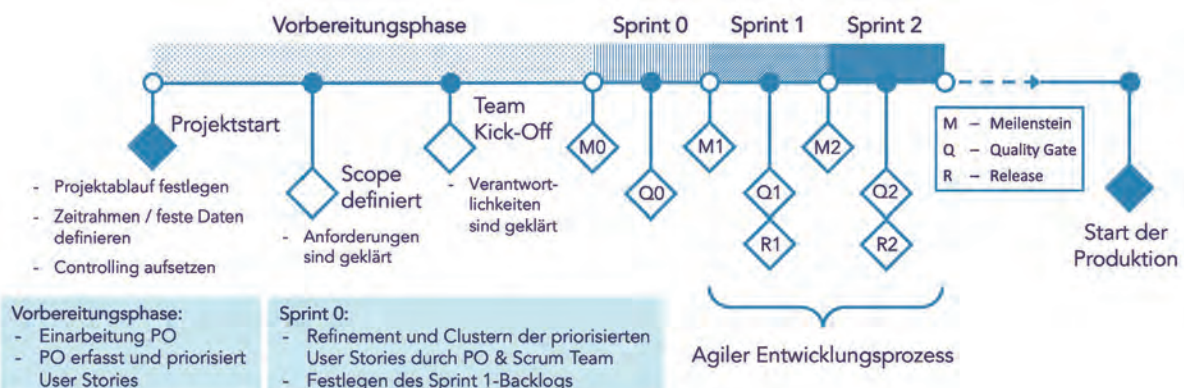 Vorbereitungsphase
Sprint 0
Sprint 1
Sprint 2
Projektstart
- Projektablauf festlegen
- Zeitrahmen / feste Daten
definieren
- Controlling aufsetzen
Scope
definiert
- Anforderungen
sind geklärt
Team
Kick-Off
- Verantwort-
lichkeiten
sind geklärt
M0
Q0
M1
Q1
R1
M2
Q2
R2
M – Meilenstein
Q – Quality Gate
R – Release
Start der
Produktion
Agiler Entwicklungsprozess
Vorbereitungsphase:
- Einarbeitung PO
- PO erfasst und priorisiert
User Stories
Sprint 0:
- Refinement und Clustern der priorisierten
User Stories durch PO & Scrum Team
- Festlegen des Sprint 1-Backlogs